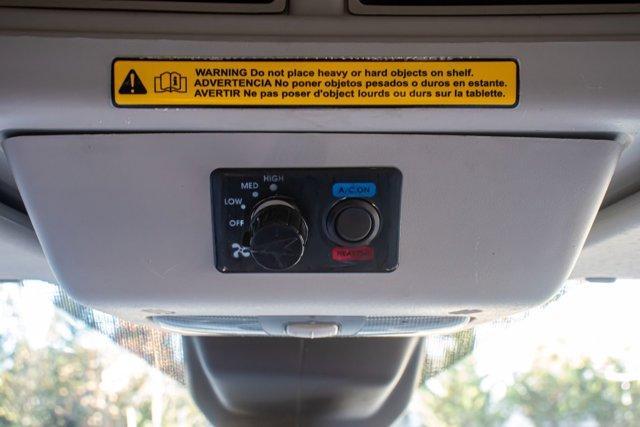 WARNING Do not place heavy or hard objects on shelf.
ADVERTENCIA No poner objetos pesados o duros en estante.
AVERTIR Ne pas poser d'object lourds ou durs sur la tablette.
HIGH
MED
LOW
OFF
A/C ON